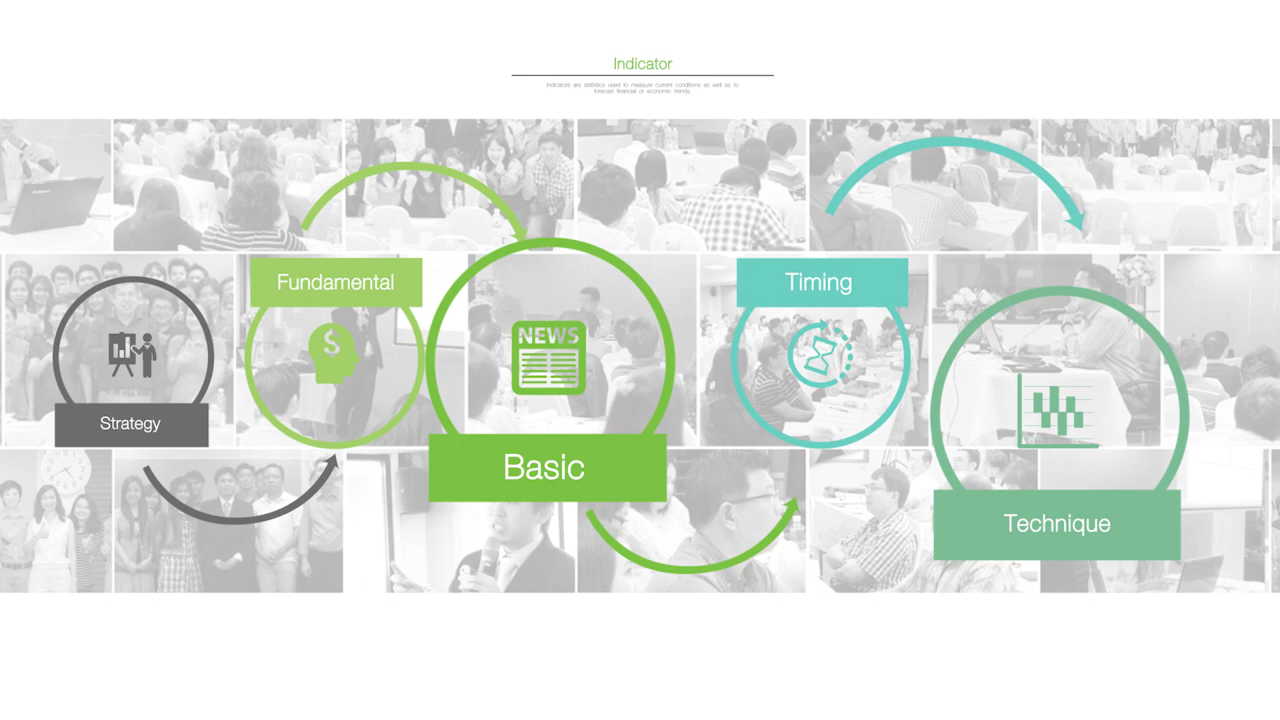 Indicator
Indicators are statistics used to measure current conditions as well as to
forecast financial or economic trends.
Fundamental
Timing
$
NEWS
Strategy
Basic
Technique